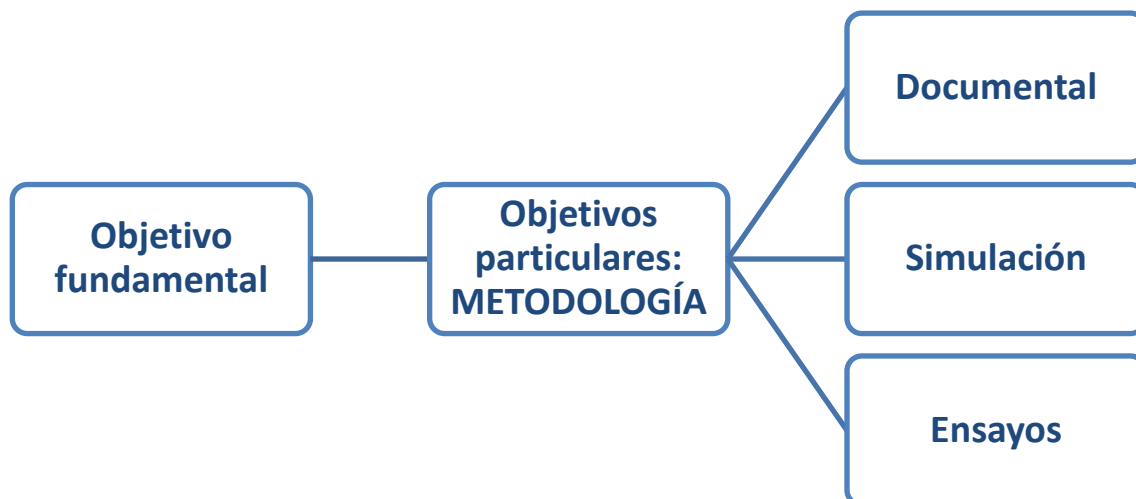 Objetivo
fundamental
Objetivos
particulares:
METODOLOGÍA
Documental
Simulación
Ensayos